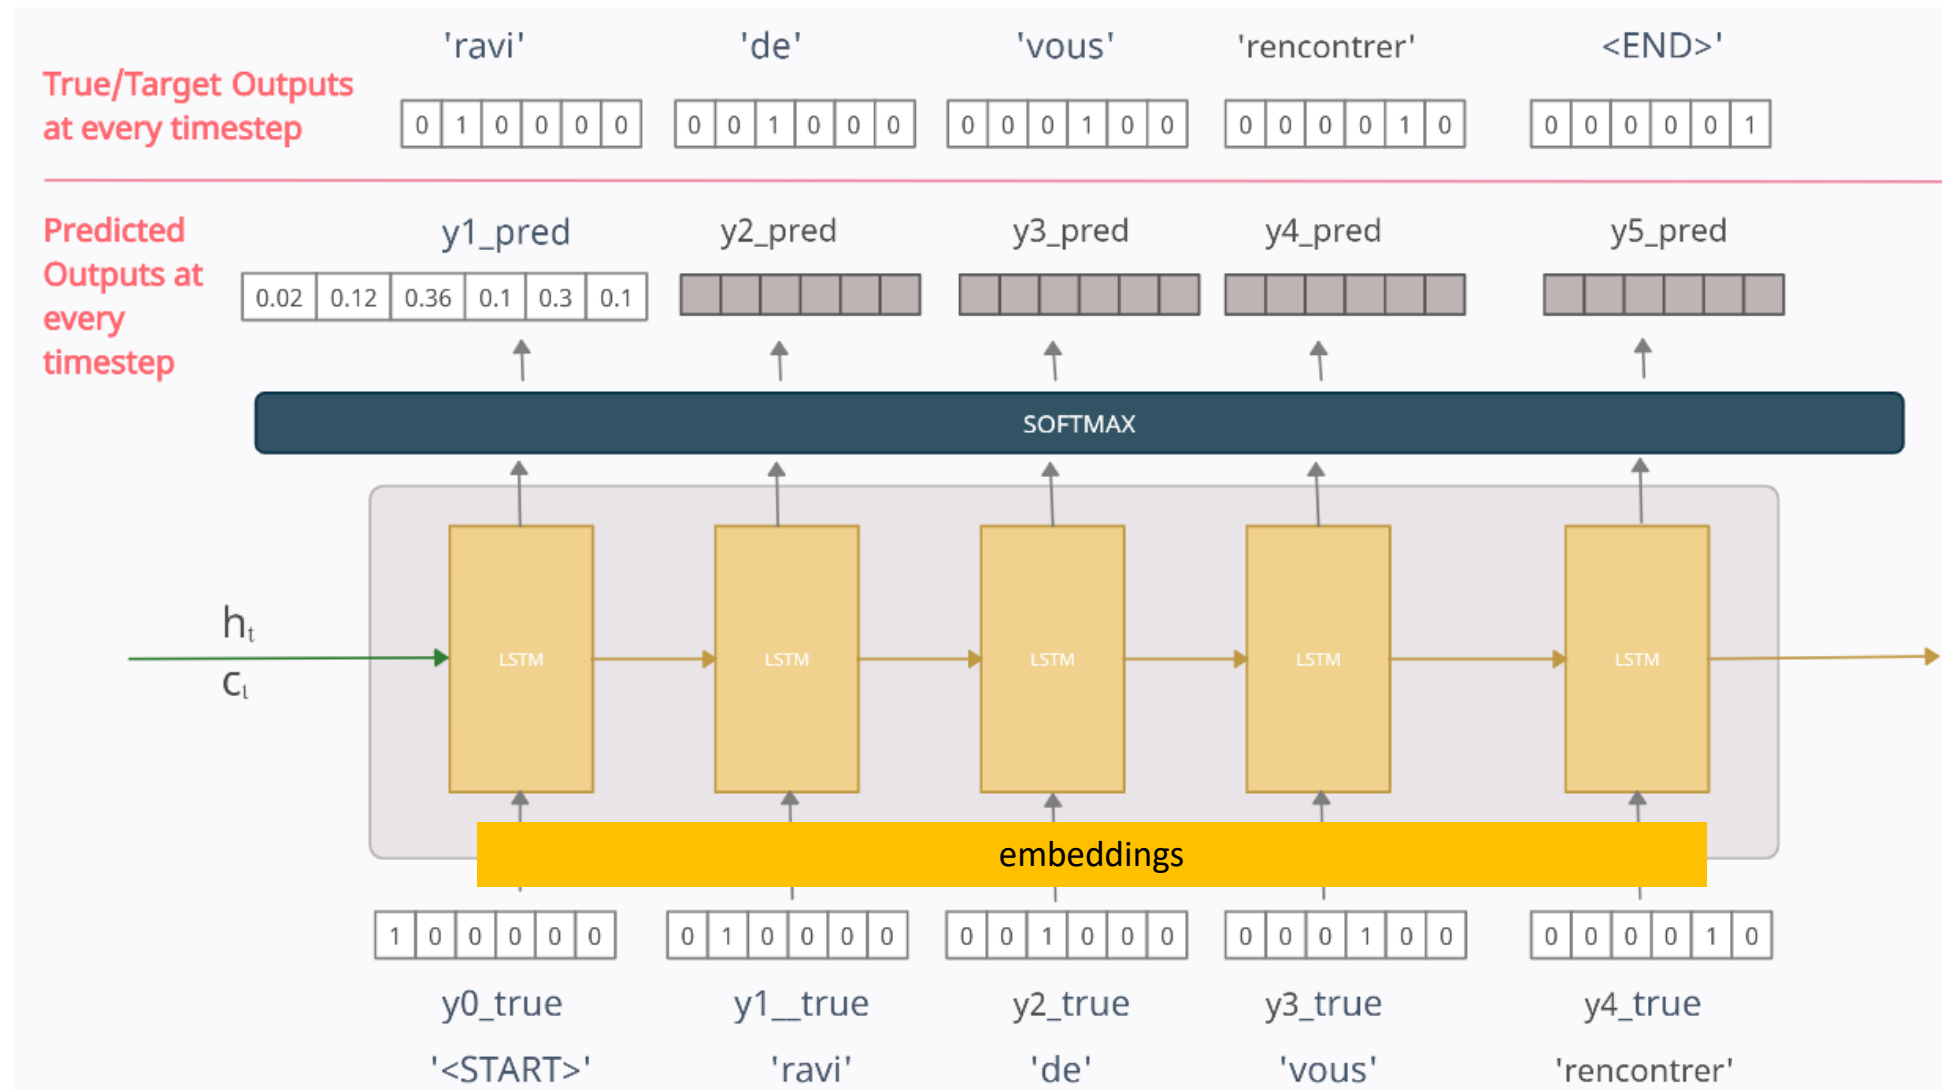 'ravi' 'de' 'vous' 'rencontrer' <END>'
True/Target Outputs
at every timestep
0 1 0 0 0 0 0 0 1 0 0 0 0 0 0 1 0 0 0 0 0 0 1 0 0 0 0 0 0 1
Predicted
Outputs at
every
timestep
y1_pred y2_pred y3_pred y4_pred y5_pred
0.02 0.12 0.36 0.1 0.3 0.1
SOFTMAX
ht
ct
LSTM LSTM LSTM LSTM LSTM
embeddings
1 0 0 0 0 0 0 1 0 0 0 0 0 0 1 0 0 0 0 0 0 1 0 0 0 0 0 0 1 0
y0_true y1__true y2_true y3_true y4_true
'<START>' 'ravi' 'de' 'vous' 'rencontrer'